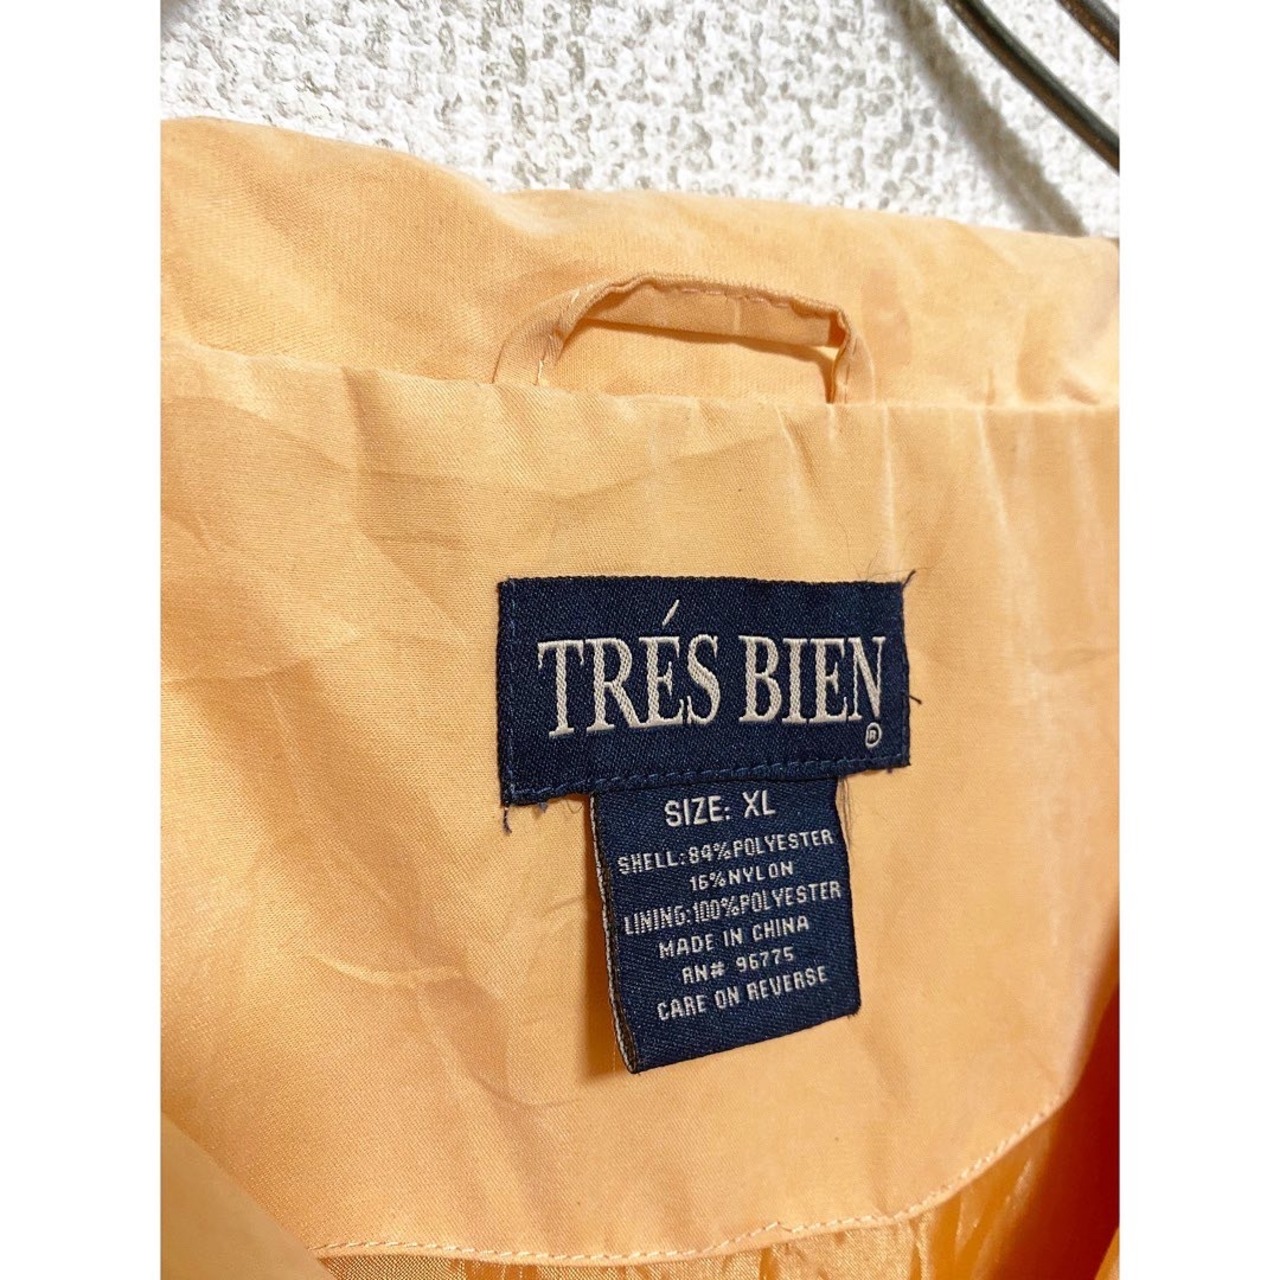 TRÉS BIEN
®
SIZE: XL
SHELL:84%POLYESTER
16%NYLON
LINING:100%POLYESTER
MADE IN CHINA
RN# 96775
CARE ON REVERSE